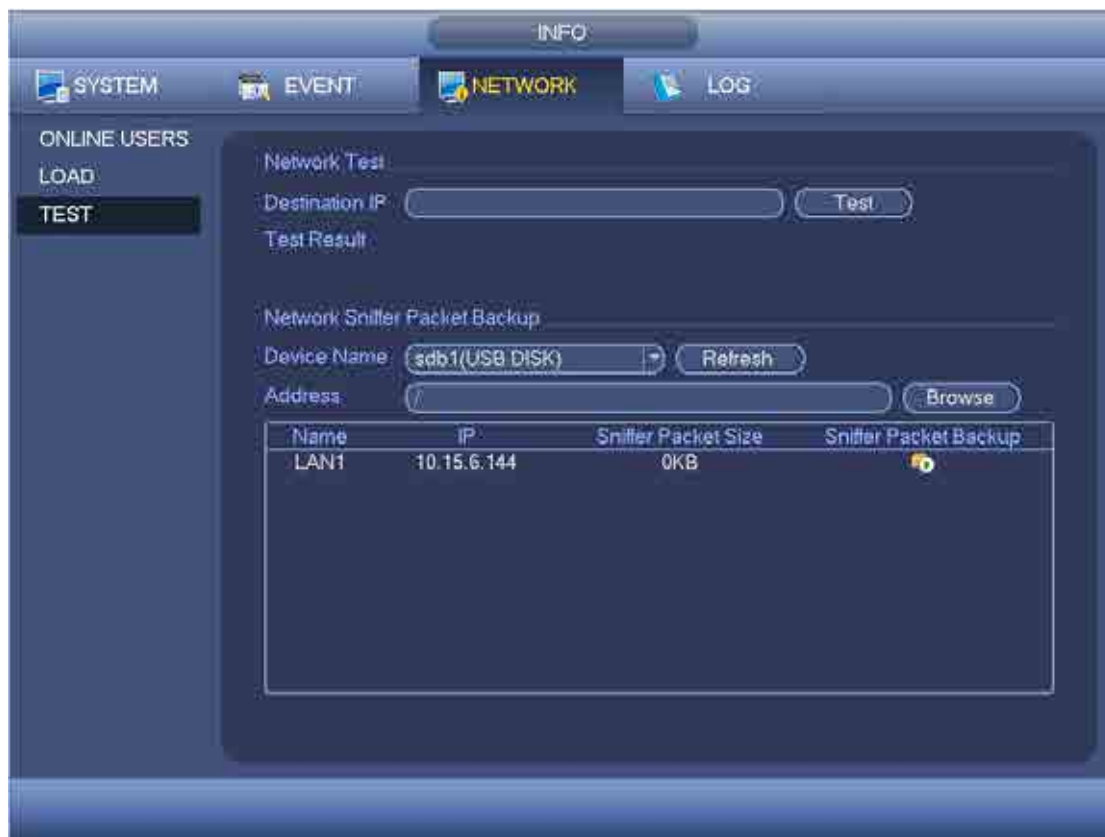 INFO
SYSTEM EVENT NETWORK LOG
ONLINE USERS
LOAD
TEST
Network Test
Destination IP Test
Test Result
Network Sniffer Packet Backup
Device Name sdb1(USB DISK) Refresh
Address / Browse
Name IP Sniffer Packet Size Sniffer Packet Backup
LAN1 10.15.6.144 0KB